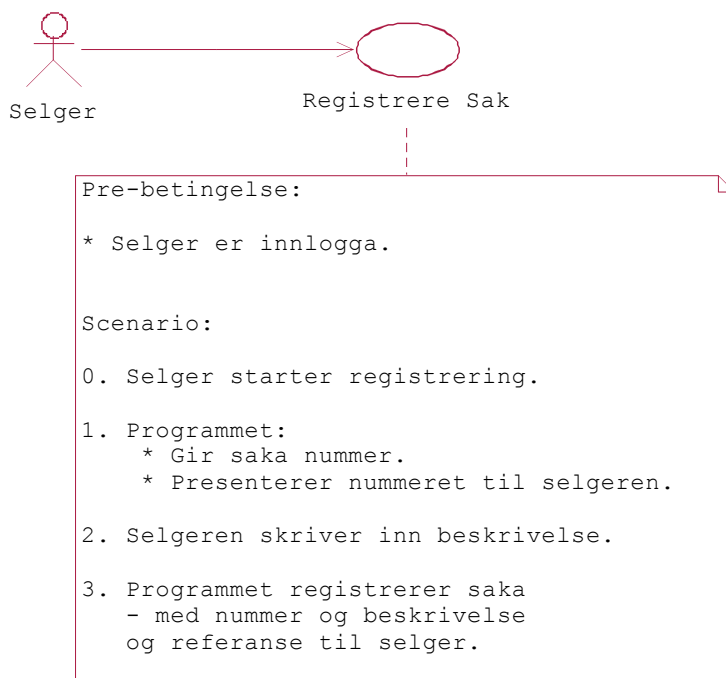 Selger
Registrere Sak
Pre-betingelse:
* Selger er innlogga.
Scenario:
0. Selger starter registrering.
1. Programmet:
* Gir saka nummer.
* Presenterer nummeret til selgeren.
2. Selgeren skriver inn beskrivelse.
3. Programmet registrerer saka
- med nummer og beskrivelse
og referanse til selger.